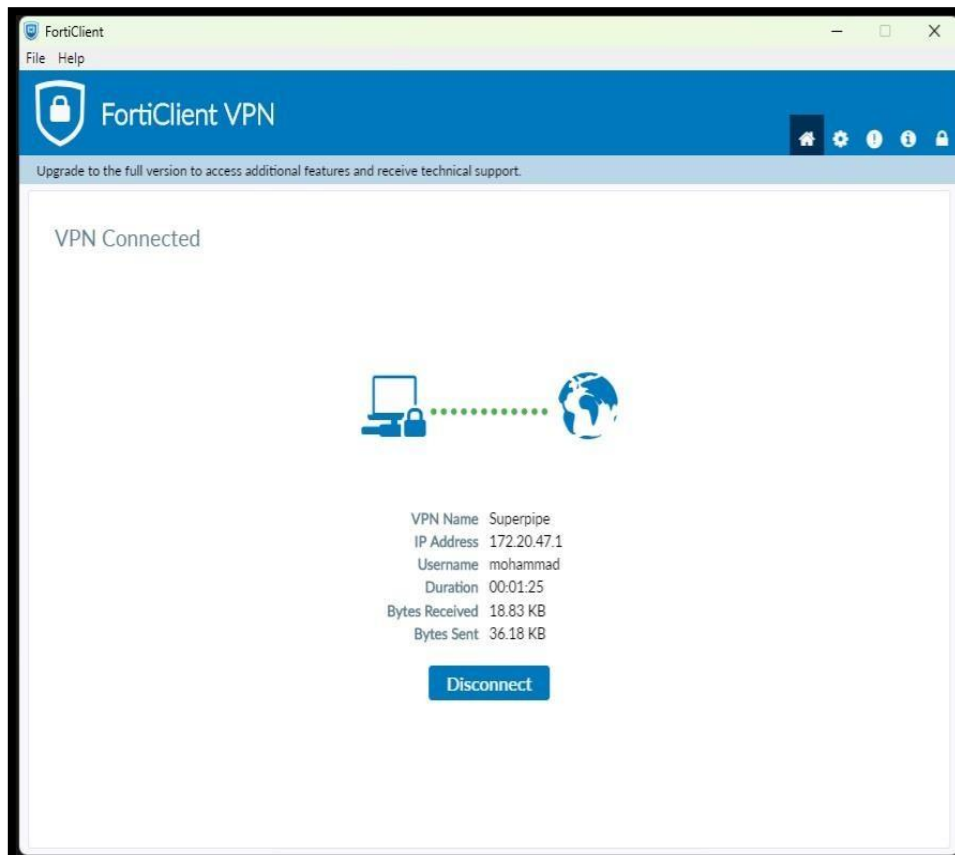 FortiClient
File Help
FortiClient VPN
Upgrade to the full version to access additional features and receive technical support.
VPN Connected
VPN Name Superpipe
IP Address 172.20.47.1
Username mohammad
Duration 00:01:25
Bytes Received 18.83 KB
Bytes Sent 36.18 KB
Disconnect